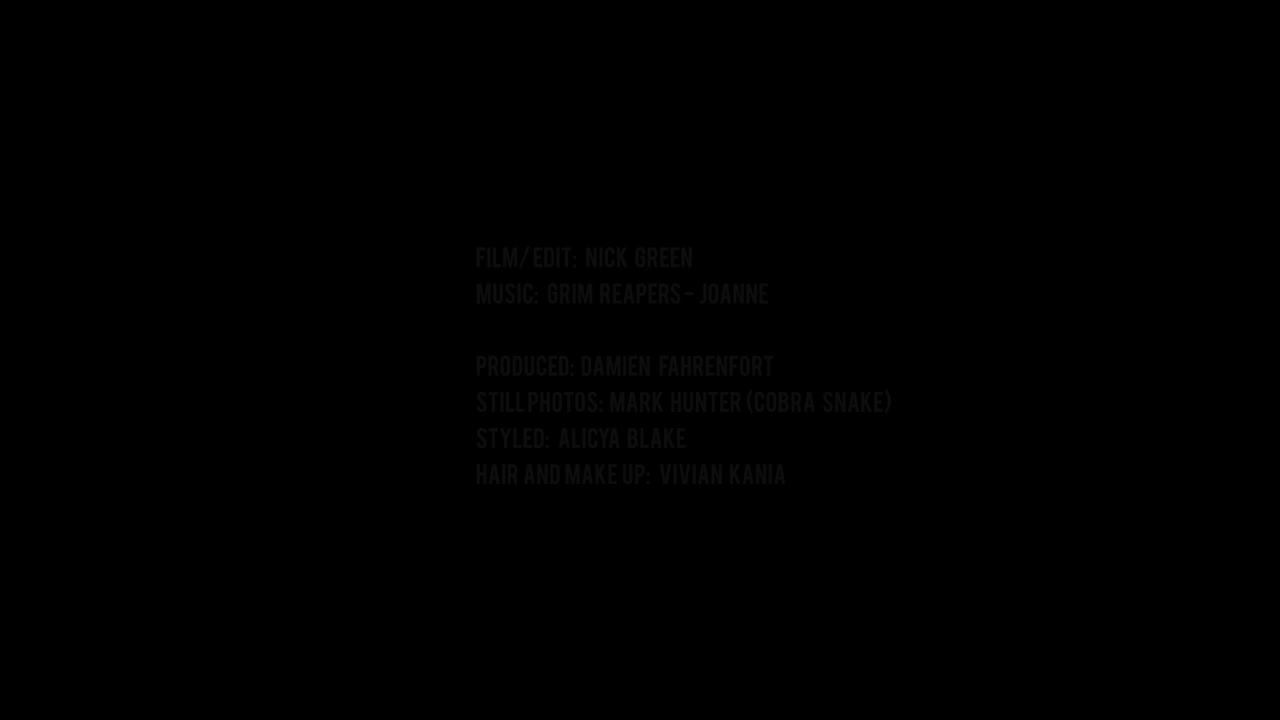 FILM/EDIT: NICK GREEN
MUSIC: GRIM REAPERS - JOANNE
PRODUCED: DAMIEN FAHRENFORT
STILL PHOTOS: MARK HUNTER (COBRA SNAKE)
STYLED: ALICYA BLAKE
HAIR AND MAKE UP: VIVIAN KANIA